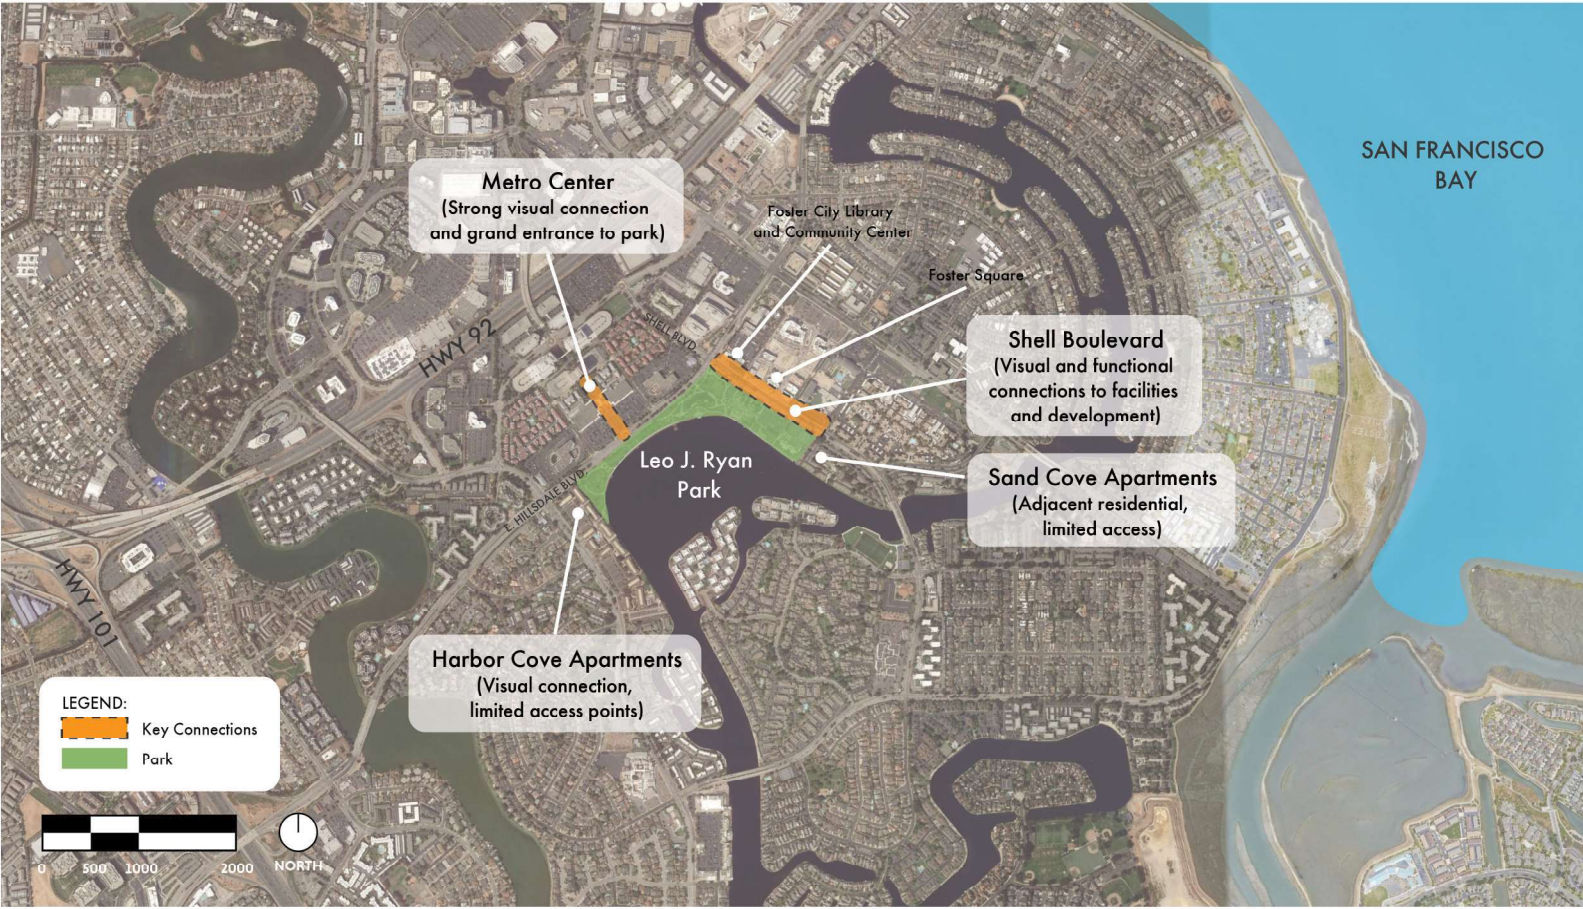 SAN FRANCISCO
BAY
Metro Center
(Strong visual connection
and grand entrance to park)
Foster City Library
and Community Center
Foster Square
SHELL BLVD.
HWY 92
Shell Boulevard
(Visual and functional
connections to facilities
and development)
Leo J. Ryan
Park
E. HILLSDALE BLVD.
Sand Cove Apartments
(Adjacent residential,
limited access)
HWY 101
Harbor Cove Apartments
(Visual connection,
limited access points)
LEGEND:
Key Connections
Park
0 500 1000 2000
NORTH